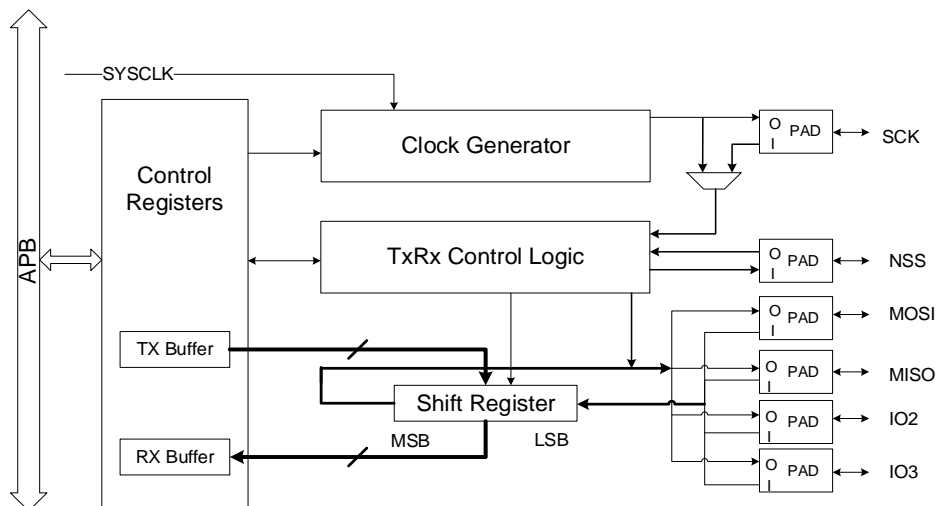 SYSCLK
APB
Control
Registers
Clock Generator
O
I
PAD
SCK
TxRx Control Logic
O
I
PAD
NSS
O
I
PAD
MOSI
TX Buffer
O
I
PAD
MISO
Shift Register
MSB
LSB
O
I
PAD
IO2
RX Buffer
O
I
PAD
IO3